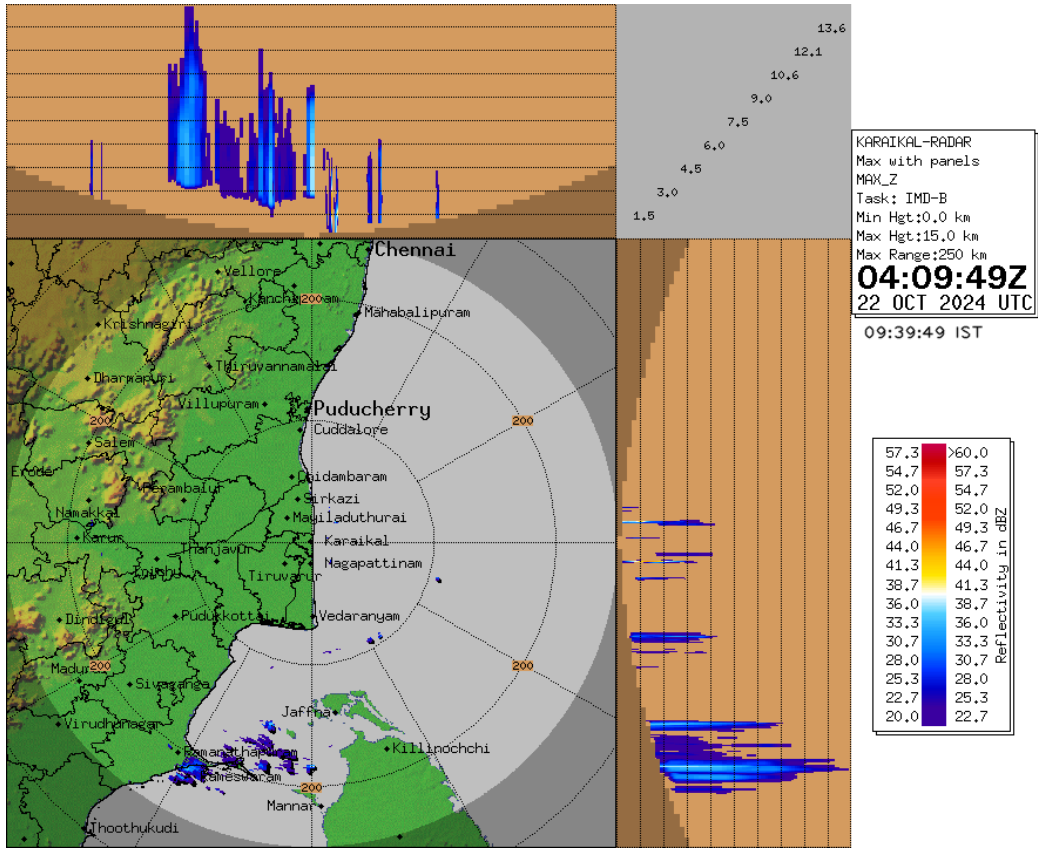 13.6
12.1
10.6
9.0
7.5
6.0
4.5
3.0
1.5
KARAIKAL-RADAR
Max with panels
MAX_Z
Task: IMD-B
Min Hgt:0.0 km
Max Hgt:15.0 km
Max Range:250 km
04:09:49Z
22 OCT 2024 UTC
09:39:49 IST
Chennai
Vellore
200
Mahabalipuram
Krishnagiri
Thiruvannamalai
Dharmapuri
Villupuram
Puducherry
200
200
Cuddalore
Salem
Erode
Chidambaram
Perambalur
Sirkazi
Namakkal
Mayiladuthurai
Karur
Karaikal
Thanjavur
Nagapattinam
Tiruvarur
Dindigul
Pudukkottai
Vedaranyam
200
200
Sivaganga
Jaffna
Virudhunagar
Killinochchi
Ramanathapuram
Rameswaram
200
Mannar
Thoothukudi
57.3 >60.0
54.7 57.3
52.0 54.7
49.3 52.0
46.7 49.3
44.0 46.7
41.3 44.0
38.7 41.3
36.0 38.7
33.3 36.0
30.7 33.3
28.0 30.7
25.3 28.0
22.7 25.3
20.0 22.7
Reflectivity in dBZ